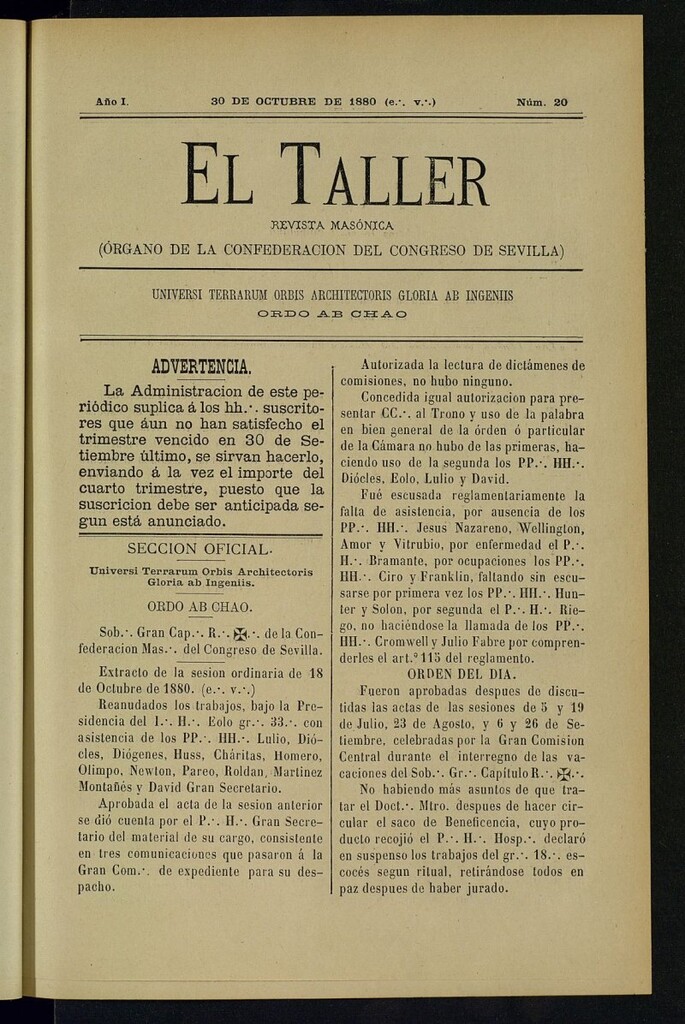 Año I.
30 DE OCTUBRE DE 1880 (e.·. v.·.)
Núm. 20
EL TALLER
REVISTA MASÓNICA
(ÓRGANO DE LA CONFEDERACION DEL CONGRESO DE SEVILLA)
UNIVERSI TERRARUM ORBIS ARCHITECTORIS GLORIA AB INGENIIS
ORDO AB CHAO
ADVERTENCIA.
La Administracion de este pe-
riódico suplica á los hh.·. suscrito-
res que áun no han satisfecho el
trimestre vencido en 30 de Se-
tiembre último, se sirvan hacerlo,
enviando á la vez el importe del
cuarto trimestre, puesto que la
suscricion debe ser anticipada se-
gun está anunciado.
SECCION OFICIAL.
Universi Terrarum Orbis Architectoris
Gloria ab Ingeniis.
ORDO AB CHAO.
Sob.·. Gran Cap.·. R.·. ✠.·. de la Con-
federacion Mas.·. del Congreso de Sevilla.
Extracto de la sesion ordinaria de 18
de Octubre de 1880. (e.·. v.·.)
Reanudados los trabajos, bajo la Pre-
sidencia del I.·. H.·. Eolo gr.·. 33.·. con
asistencia de los PP.·. HH.·. Lulio, Dió-
cles, Diógenes, Huss, Cháritas, Homero,
Olimpo, Newton, Pareo, Roldan, Martinez
Montañés y David Gran Secretario.
Aprobada el acta de la sesion anterior
se dió cuenta por el P.·. H.·. Gran Secre-
tario del material de su cargo, consistente
en tres comunicaciones que pasaron á la
Gran Com.·. de expediente para su des-
pacho.
Autorizada la lectura de dictámenes de
comisiones, no hubo ninguno.
Concedida igual autorizacion para pre-
sentar CC.·. al Trono y uso de la palabra
en bien general de la órden ó particular
de la Cámara no hubo de las primeras, ha-
ciendo uso de la segunda los PP.·. HH.·.
Diócles, Eolo, Lulio y David.
Fué escusada reglamentariamente la
falta de asistencia, por ausencia de los
PP.·. HH.·. Jesus Nazareno, Wellington,
Amor y Vitrubio, por enfermedad el P.·.
H.·. Bramante, por ocupaciones los PP.·.
HH.·. Ciro y Franklin, faltando sin escu-
sarse por primera vez los PP.·. HH.·. Hun-
ter y Solon, por segunda el P.·. H.·. Rie-
go, no haciéndose la llamada de los PP.·.
HH.·. Cromwell y Julio Fabre por compren-
derles el art.º 115 del reglamento.
ORDEN DEL DIA.
Fueron aprobadas despues de discu-
tidas las actas de las sesiones de 5 y 19
de Julio, 23 de Agosto, y 6 y 26 de Se-
tiembre, celebradas por la Gran Comision
Central durante el interregno de las va-
caciones del Sob.·. Gr.·. Capítulo R.·. ✠.·.
No habiendo más asuntos de que tra-
tar el Doct.·. Mtro. despues de hacer cir-
cular el saco de Beneficencia, cuyo pro-
ducto recojió el P.·. H.·. Hosp.·. declaró
en suspenso los trabajos del gr.·. 18.·. es-
cocés segun ritual, retirándose todos en
paz despues de haber jurado.